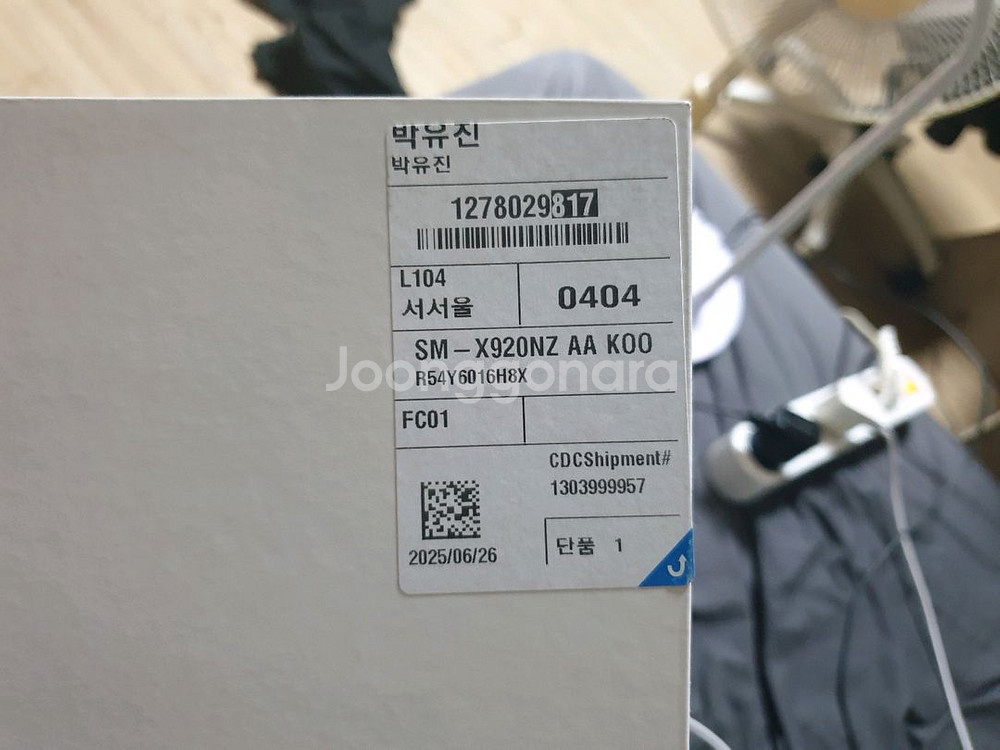 박유진
박유진
1278029817
L104
서서울
0404
SM-X920NZ AA KOO
R54Y6016H8X
Joonggonara
FC01
CDCShipment#
1303999957
2025/06/26
단품 1